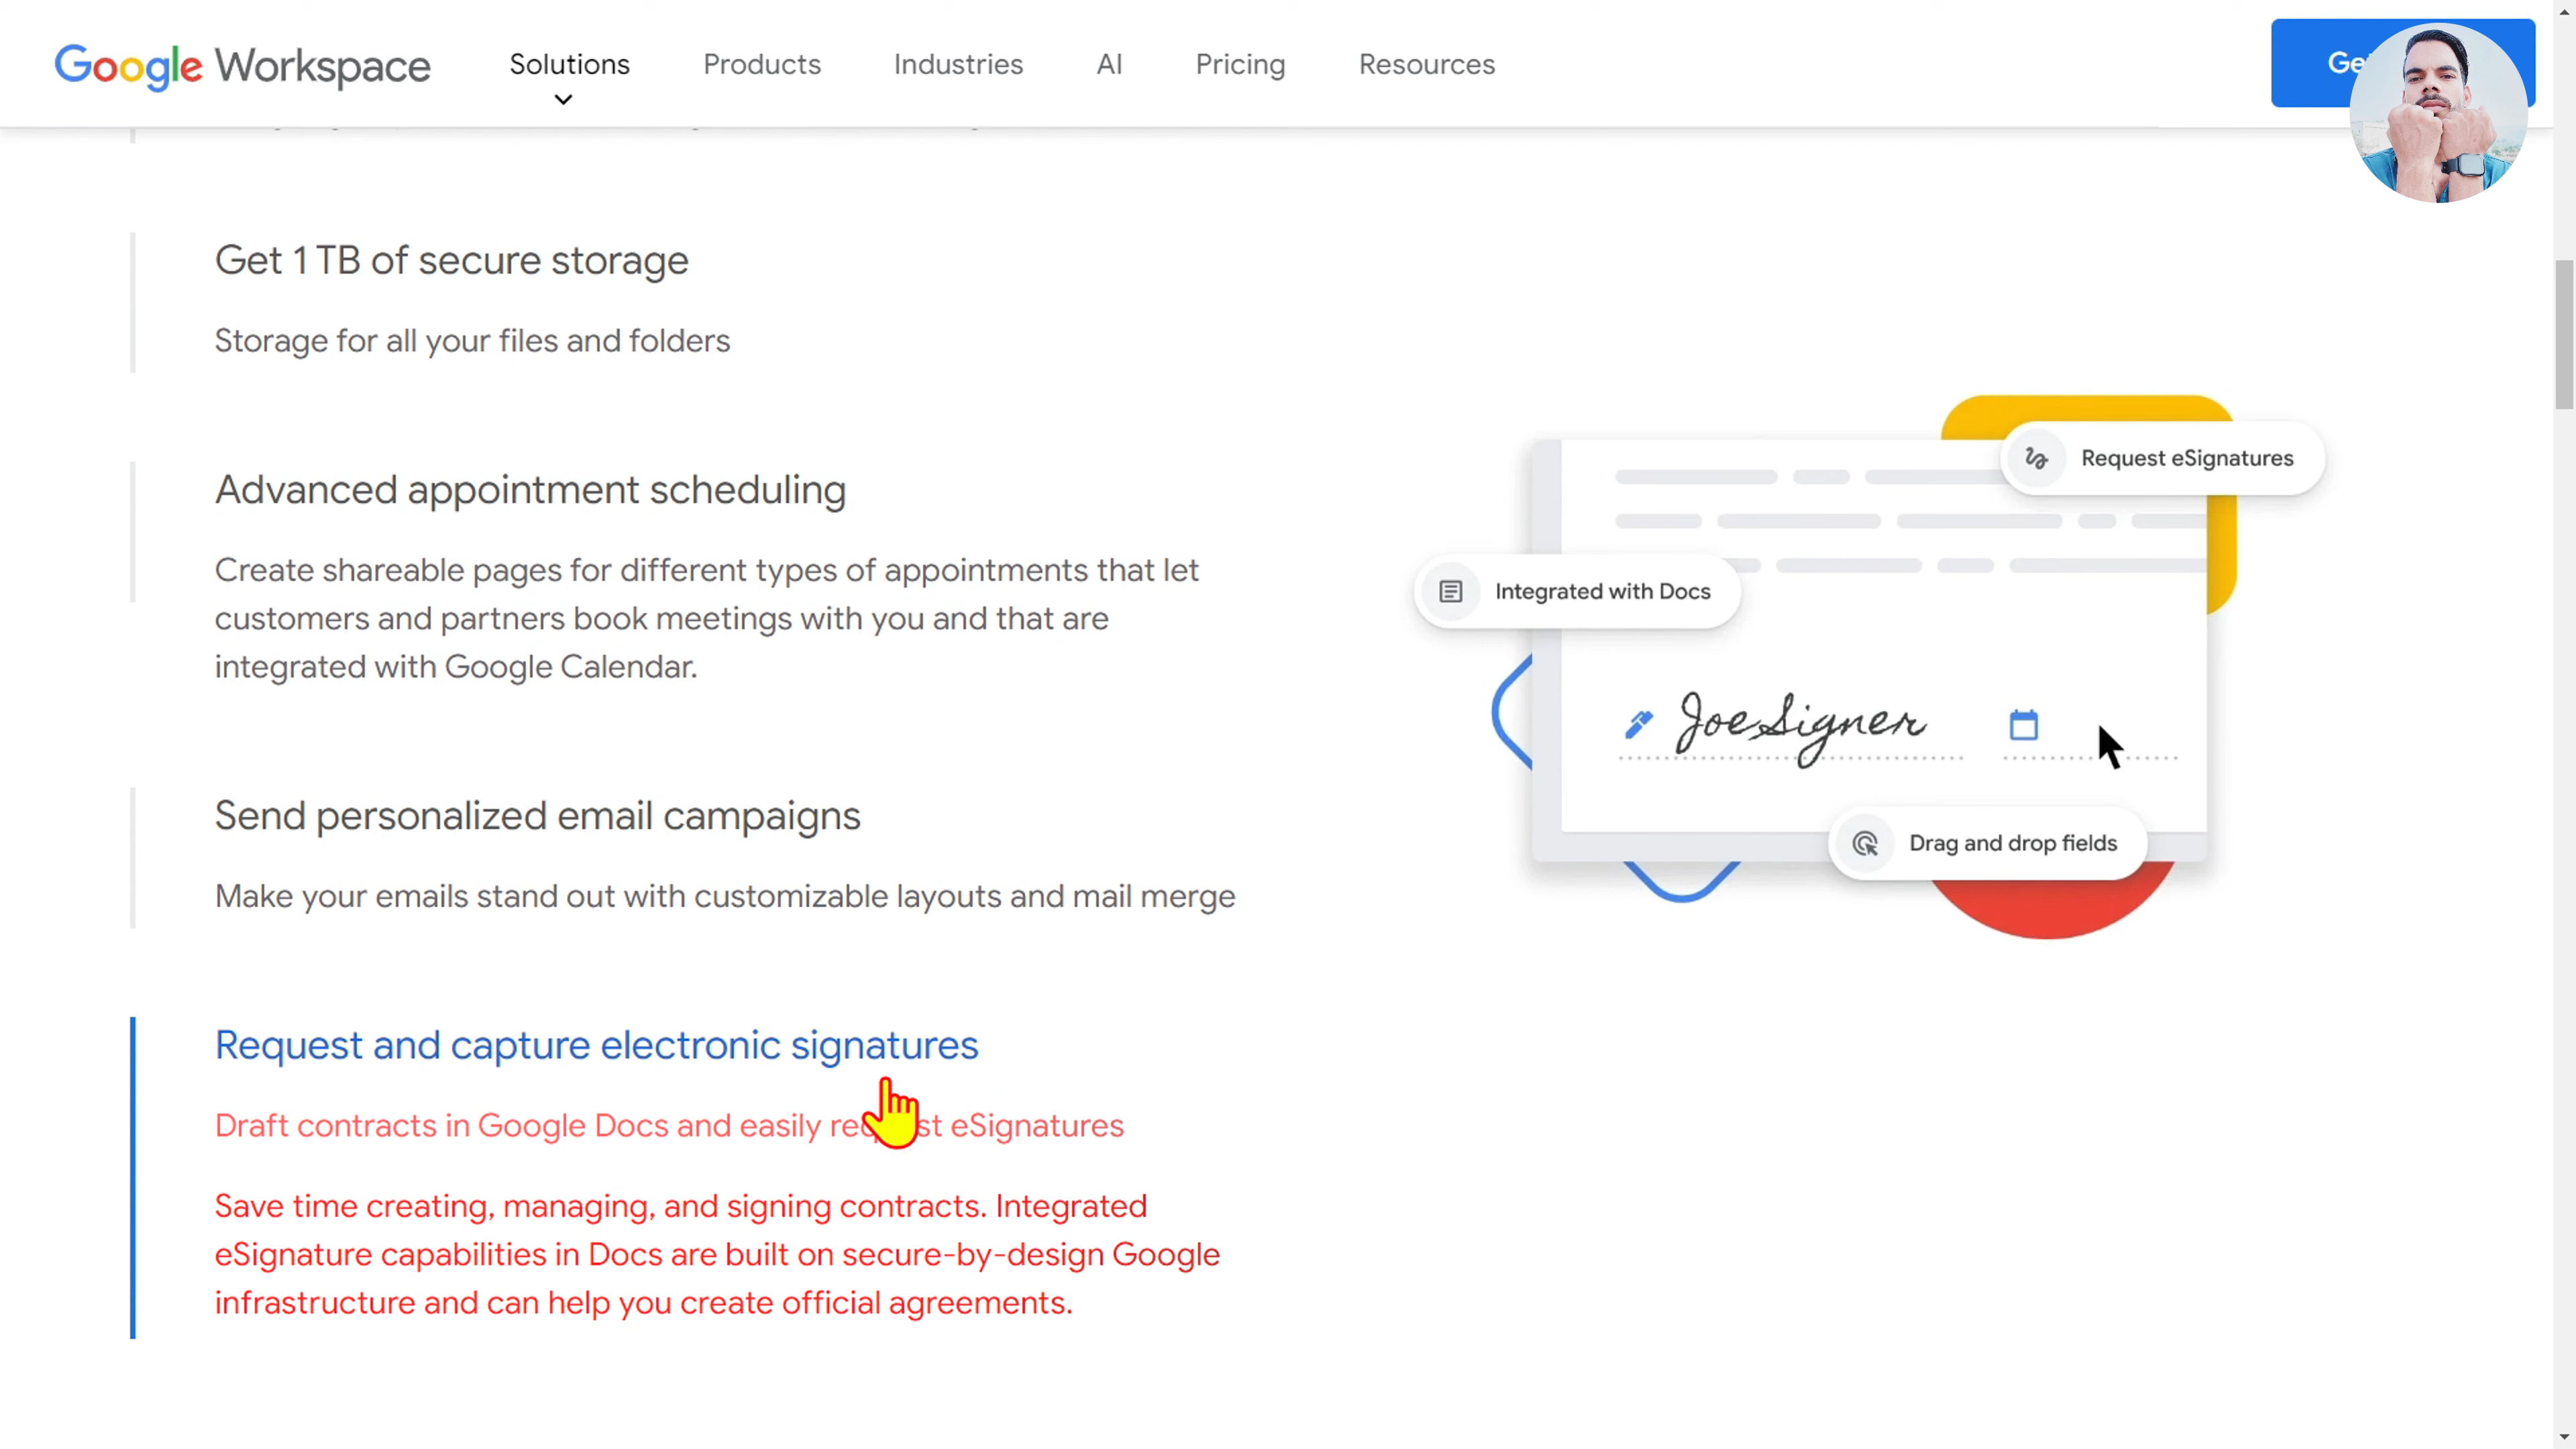 Google Workspace Solutions Products Industries AI Pricing Resources
Get 1 TB of secure storage
Storage for all your files and folders
Advanced appointment scheduling
Create shareable pages for different types of appointments that let
customers and partners book meetings with you and that are
integrated with Google Calendar.
Send personalized email campaigns
Make your emails stand out with customizable layouts and mail merge
Request and capture electronic signatures
Draft contracts in Google Docs and easily request eSignatures
Save time creating, managing, and signing contracts. Integrated
eSignature capabilities in Docs are built on secure-by-design Google
infrastructure and can help you create official agreements.
Request eSignatures
Integrated with Docs
Joe Signer
Drag and drop fields